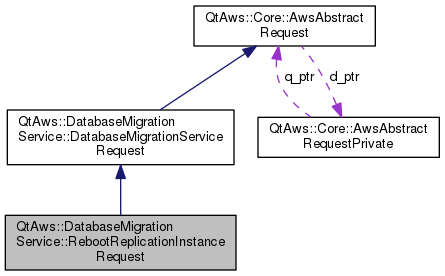 QtAws::Core::AwsAbstract
Request
q_ptr
d_ptr
QtAws::DatabaseMigration
Service::DatabaseMigrationService
Request
QtAws::Core::AwsAbstract
RequestPrivate
QtAws::DatabaseMigration
Service::RebootReplicationInstance
Request